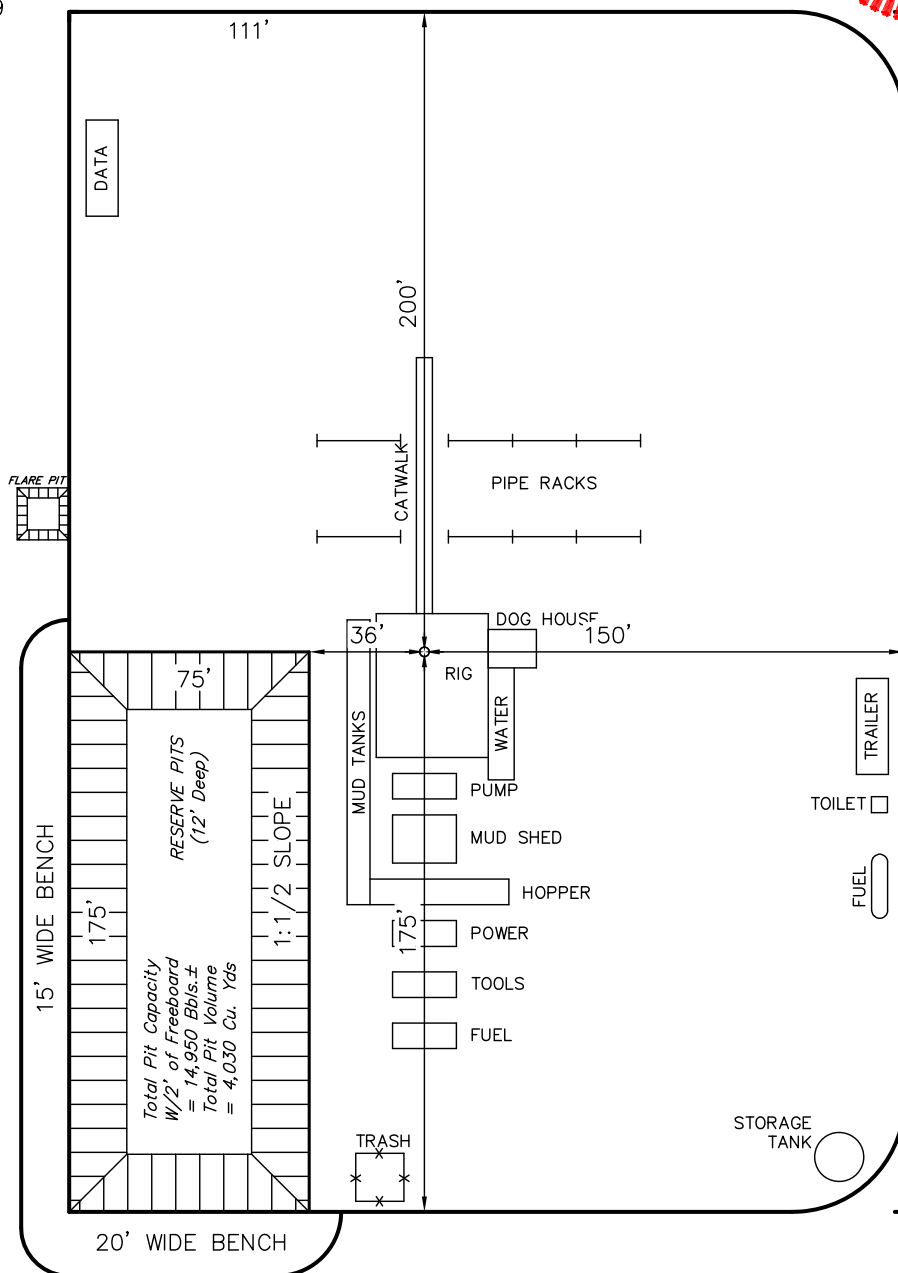 9
111'
DATA
200'
CATWALK
PIPE RACKS
FLARE PIT
DOG HOUSE
36'
150'
RIG
75'
MUD TANKS
WATER
TRAILER
RESERVE PITS
(12' Deep)
PUMP
TOILET
MUD SHED
1:1/2 SLOPE
FUEL
HOPPER
15' WIDE BENCH
175'
175'
POWER
Total Pit Capacity
W/2' of Freeboard
= 14,950 Bbls.±
Total Pit Volume
= 4,030 Cu. Yds
TOOLS
FUEL
TRASH
STORAGE
TANK
20' WIDE BENCH